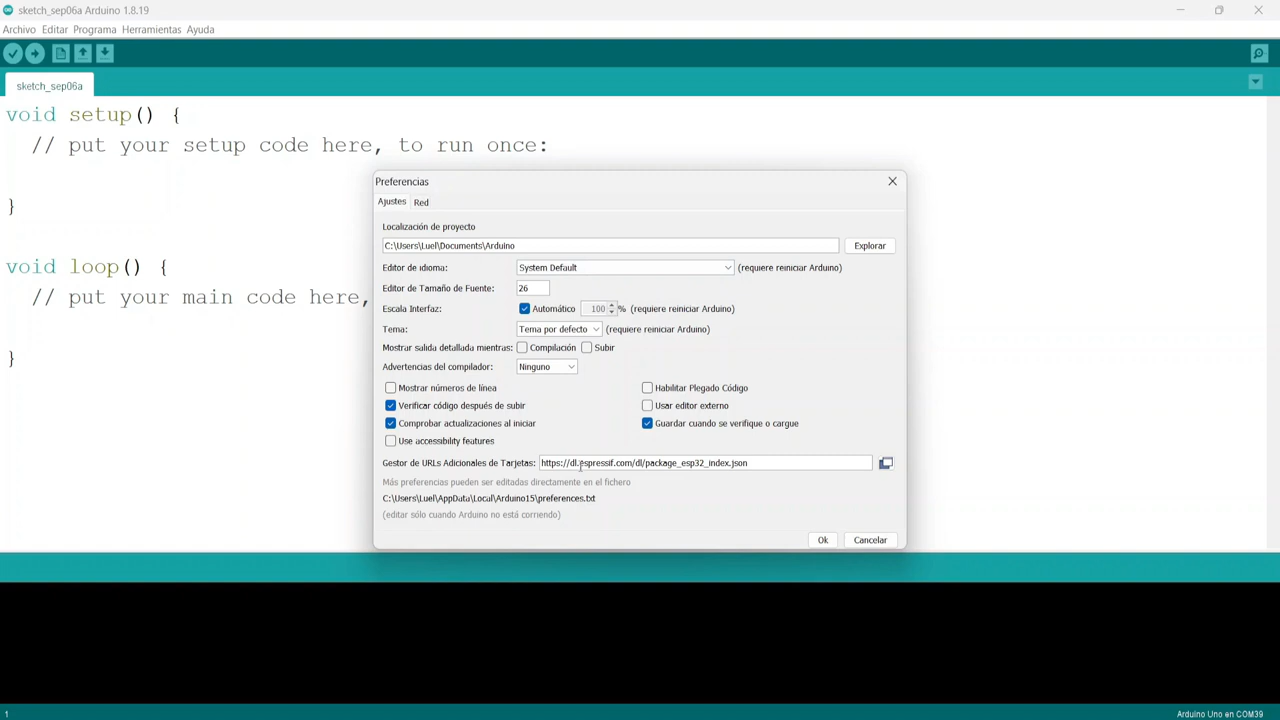 sketch_sep06a Arduino 1.8.19
Archivo Editar Programa Herramientas Ayuda
sketch_sep06a
void setup() {
// put your setup code here, to run once:
}
void loop() {
// put your main code here,
}
Preferencias
Ajustes Red
Localización de proyecto
C:\Users\Luel\Documents\Arduino Explorar
Editor de idioma: System Default (requiere reiniciar Arduino)
Editor de Tamaño de Fuente: 26
Escala Interfaz: Automático 100 % (requiere reiniciar Arduino)
Tema: Tema por defecto (requiere reiniciar Arduino)
Mostrar salida detallada mientras: Compilación Subir
Advertencias del compilador: Ninguno
Mostrar números de línea Habilitar Plegado Código
Verificar código después de subir Usar editor externo
Comprobar actualizaciones al iniciar Guardar cuando se verifique o cargue
Use accessibility features
Gestor de URLs Adicionales de Tarjetas: https://dl.espressif.com/dl/package_esp32_index.json
Más preferencias pueden ser editadas directamente en el fichero
C:\Users\Luel\AppData\Local\Arduino15\preferences.txt
(editar sólo cuando Arduino no está corriendo)
Ok Cancelar
1 Arduino Uno en COM39